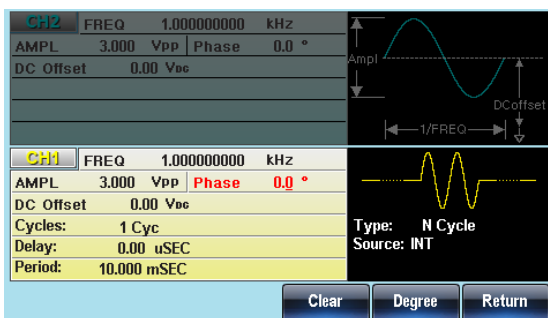 CH2 FREQ 1.000000000 kHz
AMPL 3.000 Vpp Phase 0.0 °
DC Offset 0.00 VDC
Ampl
DCoffset
1/FREQ
CH1 FREQ 1.000000000 kHz
AMPL 3.000 Vpp Phase 0.0 °
DC Offset 0.00 VDC
Cycles: 1 Cyc
Delay: 0.00 uSEC
Period: 10.000 mSEC
Type: N Cycle
Source: INT
Clear Degree Return